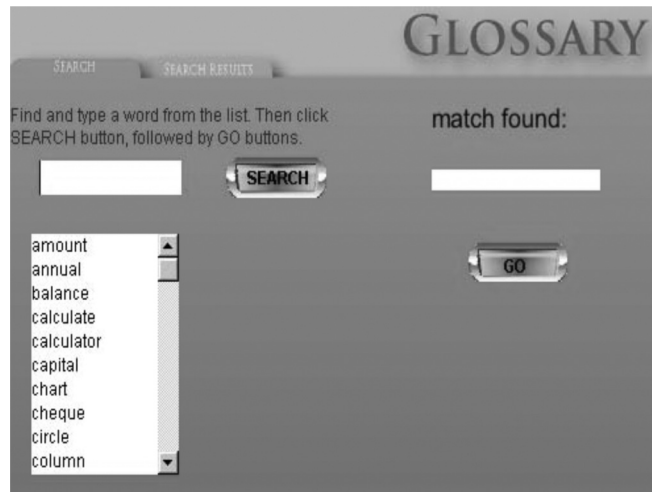 GLOSSARY
SEARCH
SEARCH RESULTS
Find and type a word from the list. Then click
SEARCH button, followed by GO buttons.
match found:
SEARCH
GO
amount
annual
balance
calculate
calculator
capital
chart
cheque
circle
column